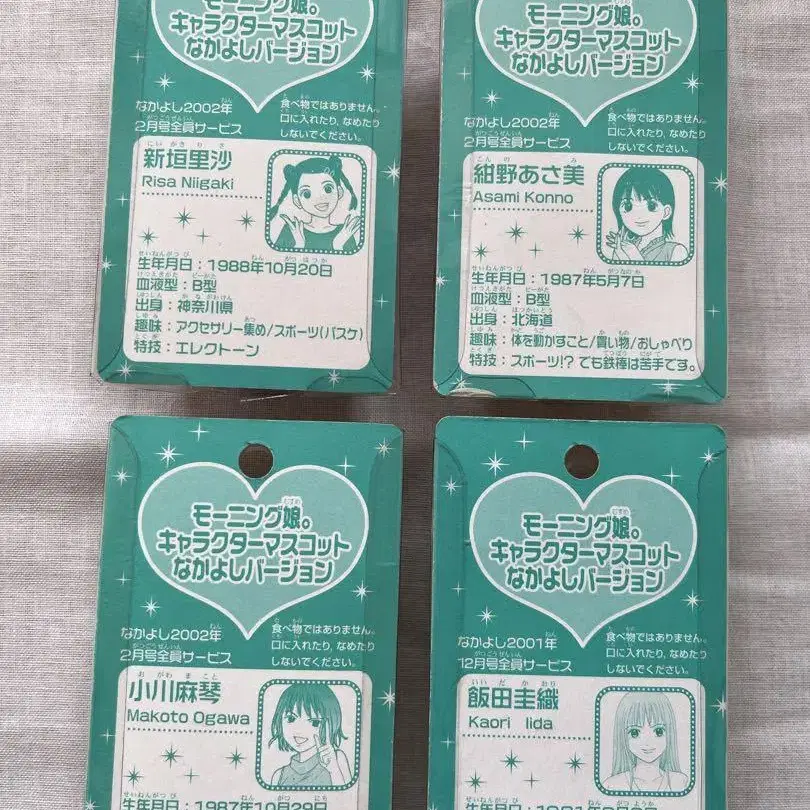 モーニング娘。
キャラクターマスコット
なかよしバージョン
なかよし2002年
2月号全員サービス
食べ物ではありません。
口に入れたり、なめたり
しないでください。
新垣里沙
Risa Niigaki
生年月日：1988年10月20日
血液型：B型
出身：神奈川県
趣味：アクセサリー集め/スポーツ(バスケ)
特技：エレクトーン
モーニング娘。
キャラクターマスコット
なかよしバージョン
なかよし2002年
2月号全員サービス
食べ物ではありません。
口に入れたり、なめたり
しないでください。
紺野あさ美
Asami Konno
生年月日：1987年5月7日
血液型：B型
出身：北海道
趣味：体を動かすこと/買い物/おしゃべり
特技：スポーツ!? でも鉄棒は苦手です。
モーニング娘。
キャラクターマスコット
なかよしバージョン
なかよし2002年
2月号全員サービス
食べ物ではありません。
口に入れたり、なめたり
しないでください。
小川麻琴
Makoto Ogawa
生年月日：1987年10月29日
モーニング娘。
キャラクターマスコット
なかよしバージョン
なかよし2001年
12月号全員サービス
食べ物ではありません。
口に入れたり、なめたり
しないでください。
飯田圭織
Kaori Iida
生年月日：1981年8月8日